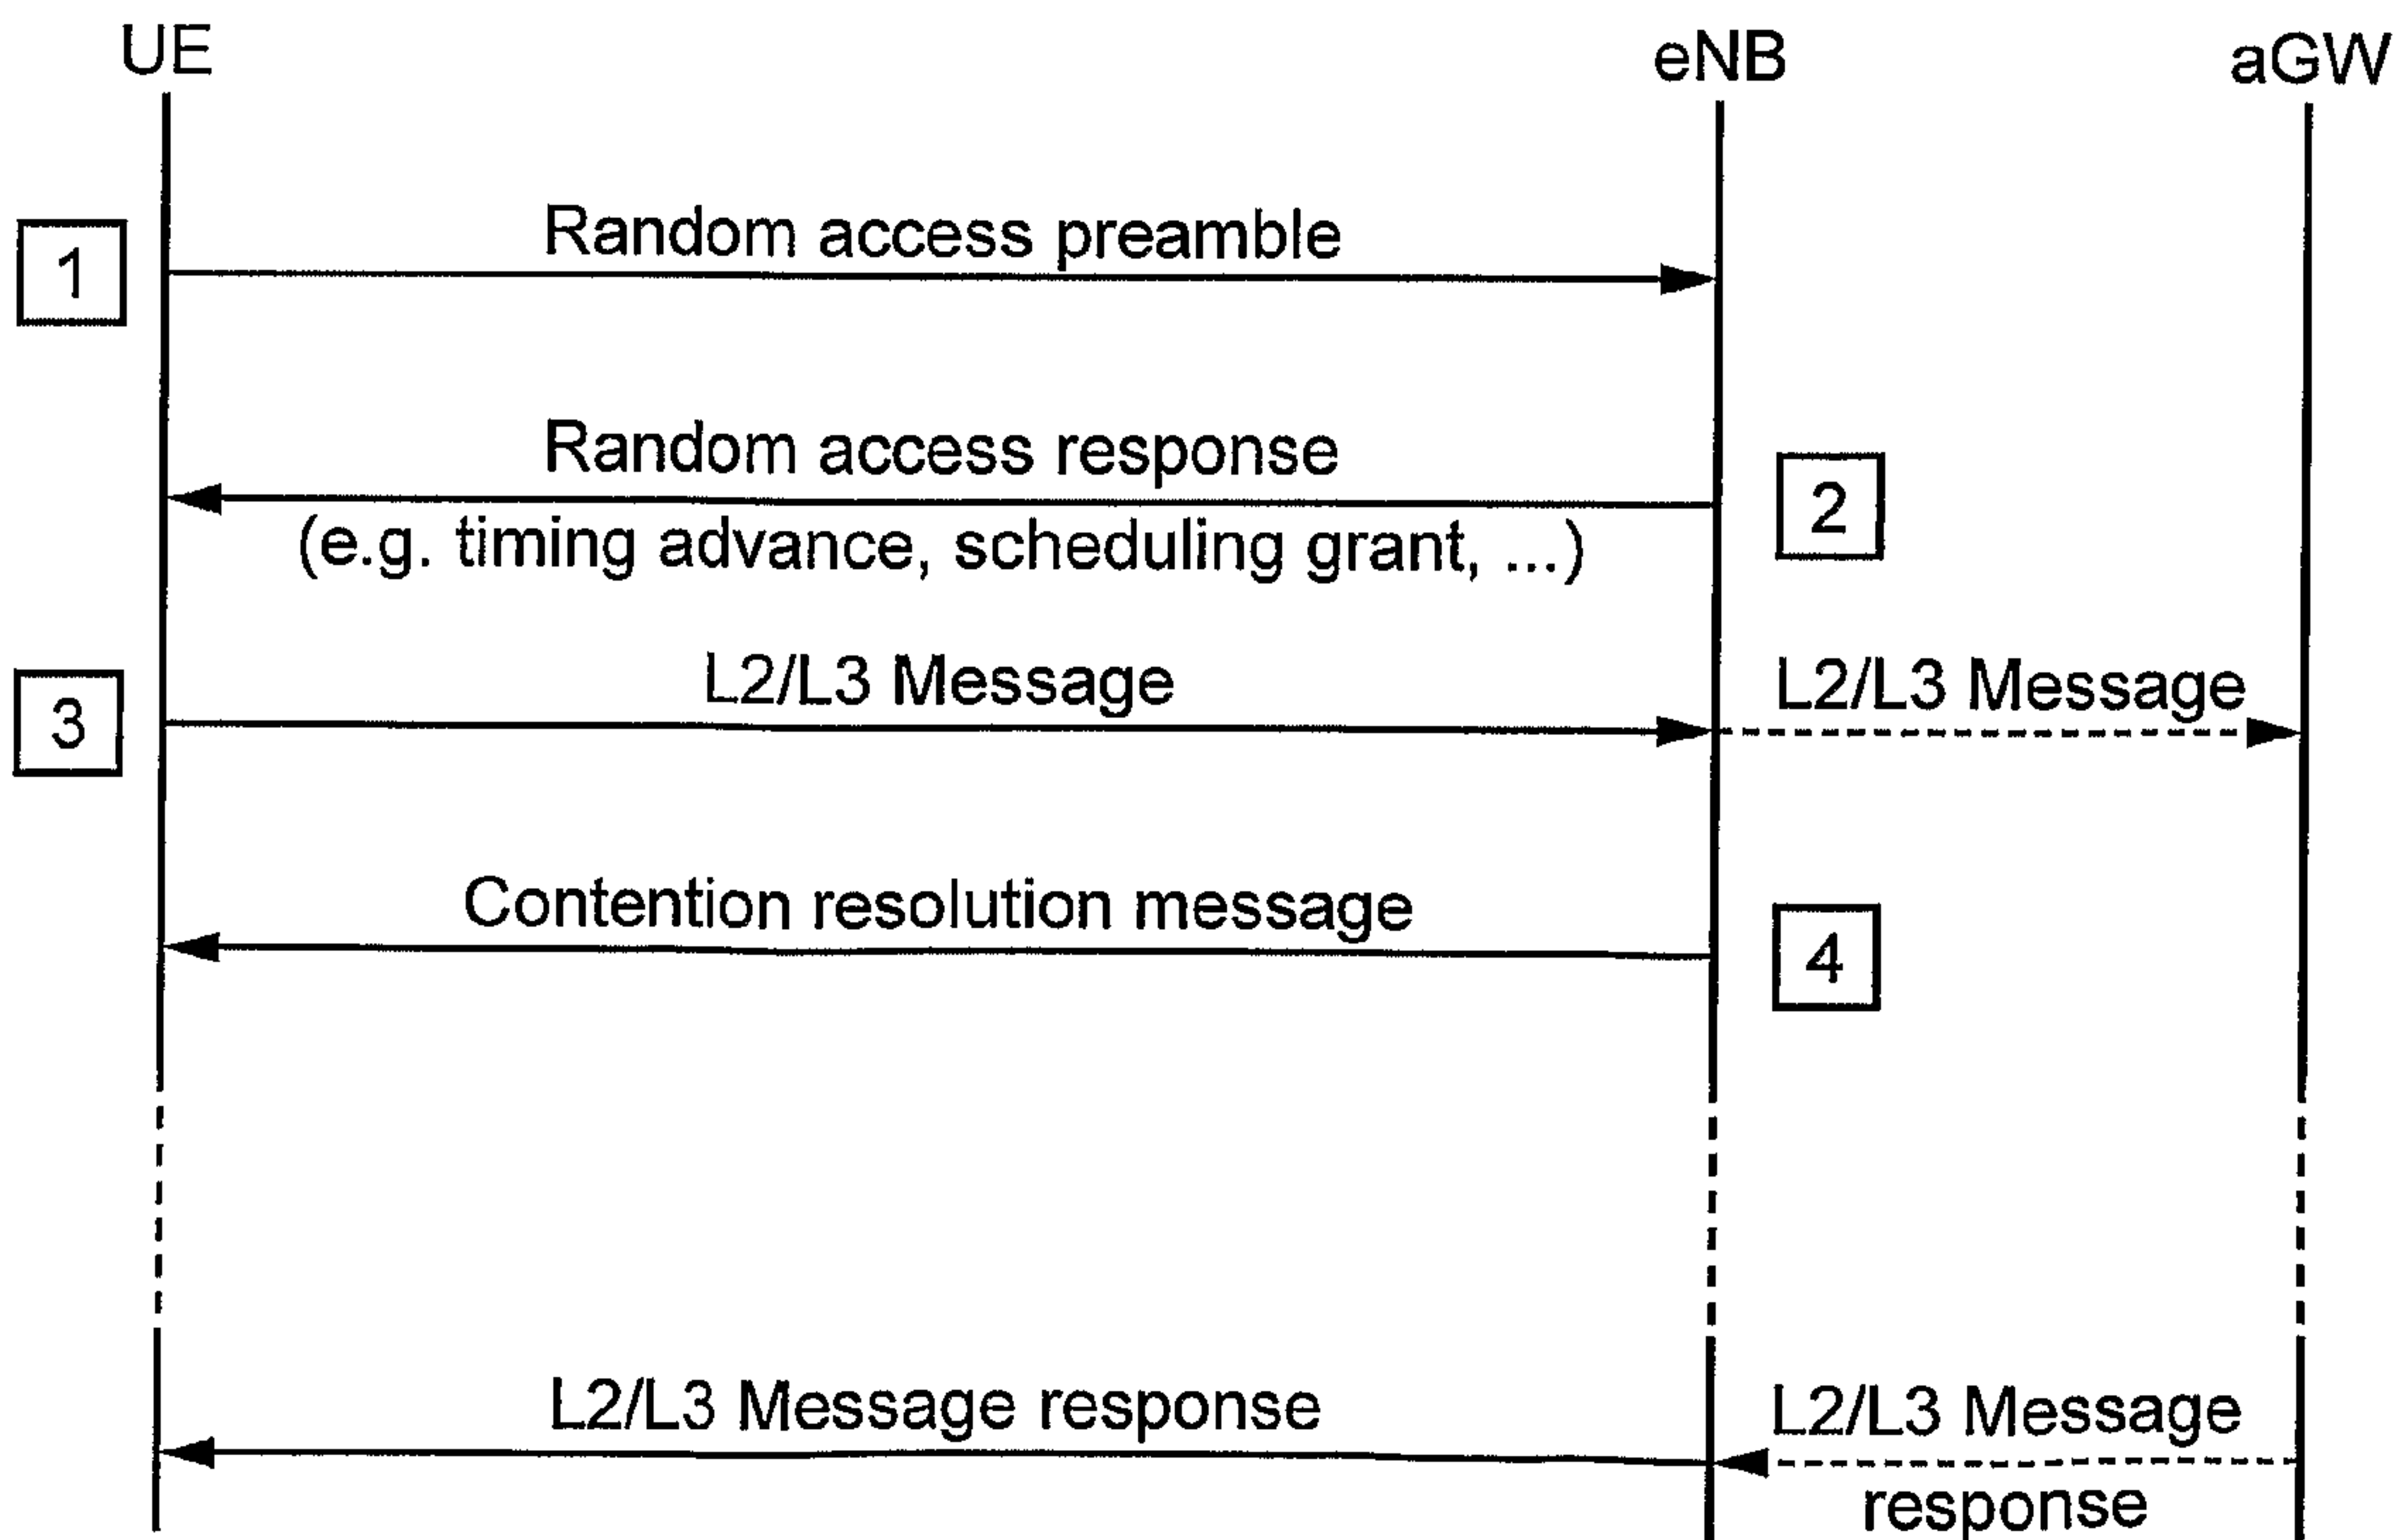 UE
eNB
aGW
Random access preamble
1
Random access response
2
(e.g. timing advance, scheduling grant, ...)
L2/L3 Message
L2/L3 Message
3
Contention resolution message
4
L2/L3 Message response
L2/L3 Message
response